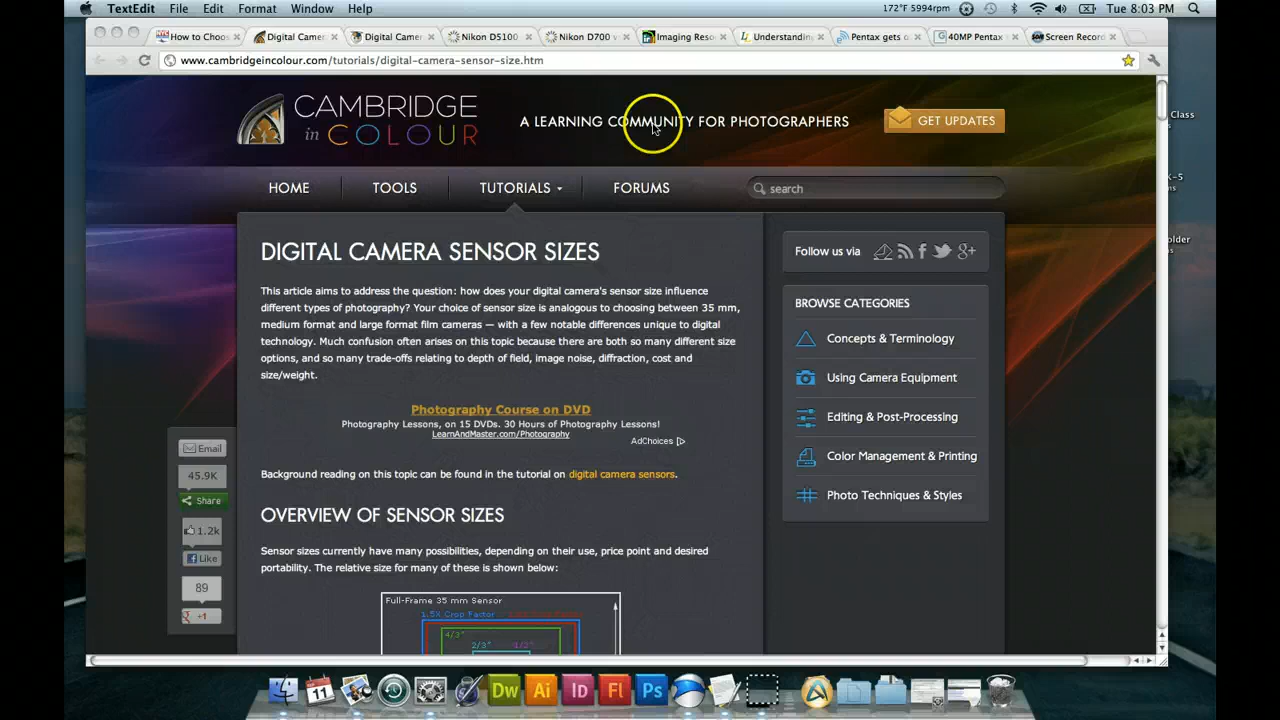 TextEdit File Edit Format Window Help 172°F 5994rpm Tue 8:03 PM
How to Choos Digital Camer Digital Camer Nikon D5100 Nikon D700 v Imaging Reso Understanding Pentax gets o 40MP Pentax Screen Record
www.cambridgeincolour.com/tutorials/digital-camera-sensor-size.htm
CAMBRIDGE
in COLOUR
A LEARNING COMMUNITY FOR PHOTOGRAPHERS
GET UPDATES
Class
s
HOME TOOLS TUTORIALS FORUMS search
K-5
ns
older
ns
DIGITAL CAMERA SENSOR SIZES
This article aims to address the question: how does your digital camera's sensor size influence
different types of photography? Your choice of sensor size is analogous to choosing between 35 mm,
medium format and large format film cameras — with a few notable differences unique to digital
technology. Much confusion often arises on this topic because there are both so many different size
options, and so many trade-offs relating to depth of field, image noise, diffraction, cost and
size/weight.
Photography Course on DVD
Photography Lessons, on 15 DVDs. 30 Hours of Photography Lessons!
LearnAndMaster.com/Photography
AdChoices
Background reading on this topic can be found in the tutorial on digital camera sensors.
OVERVIEW OF SENSOR SIZES
Sensor sizes currently have many possibilities, depending on their use, price point and desired
portability. The relative size for many of these is shown below:
Full-Frame 35 mm Sensor
1.5X Crop Factor
4/3"
2/3" 1/2"
Follow us via
BROWSE CATEGORIES
Concepts & Terminology
Using Camera Equipment
Editing & Post-Processing
Color Management & Printing
Photo Techniques & Styles
Email
45.9K
Share
1.2k
Like
89
+1
11
Dw Ai Id Fl Ps